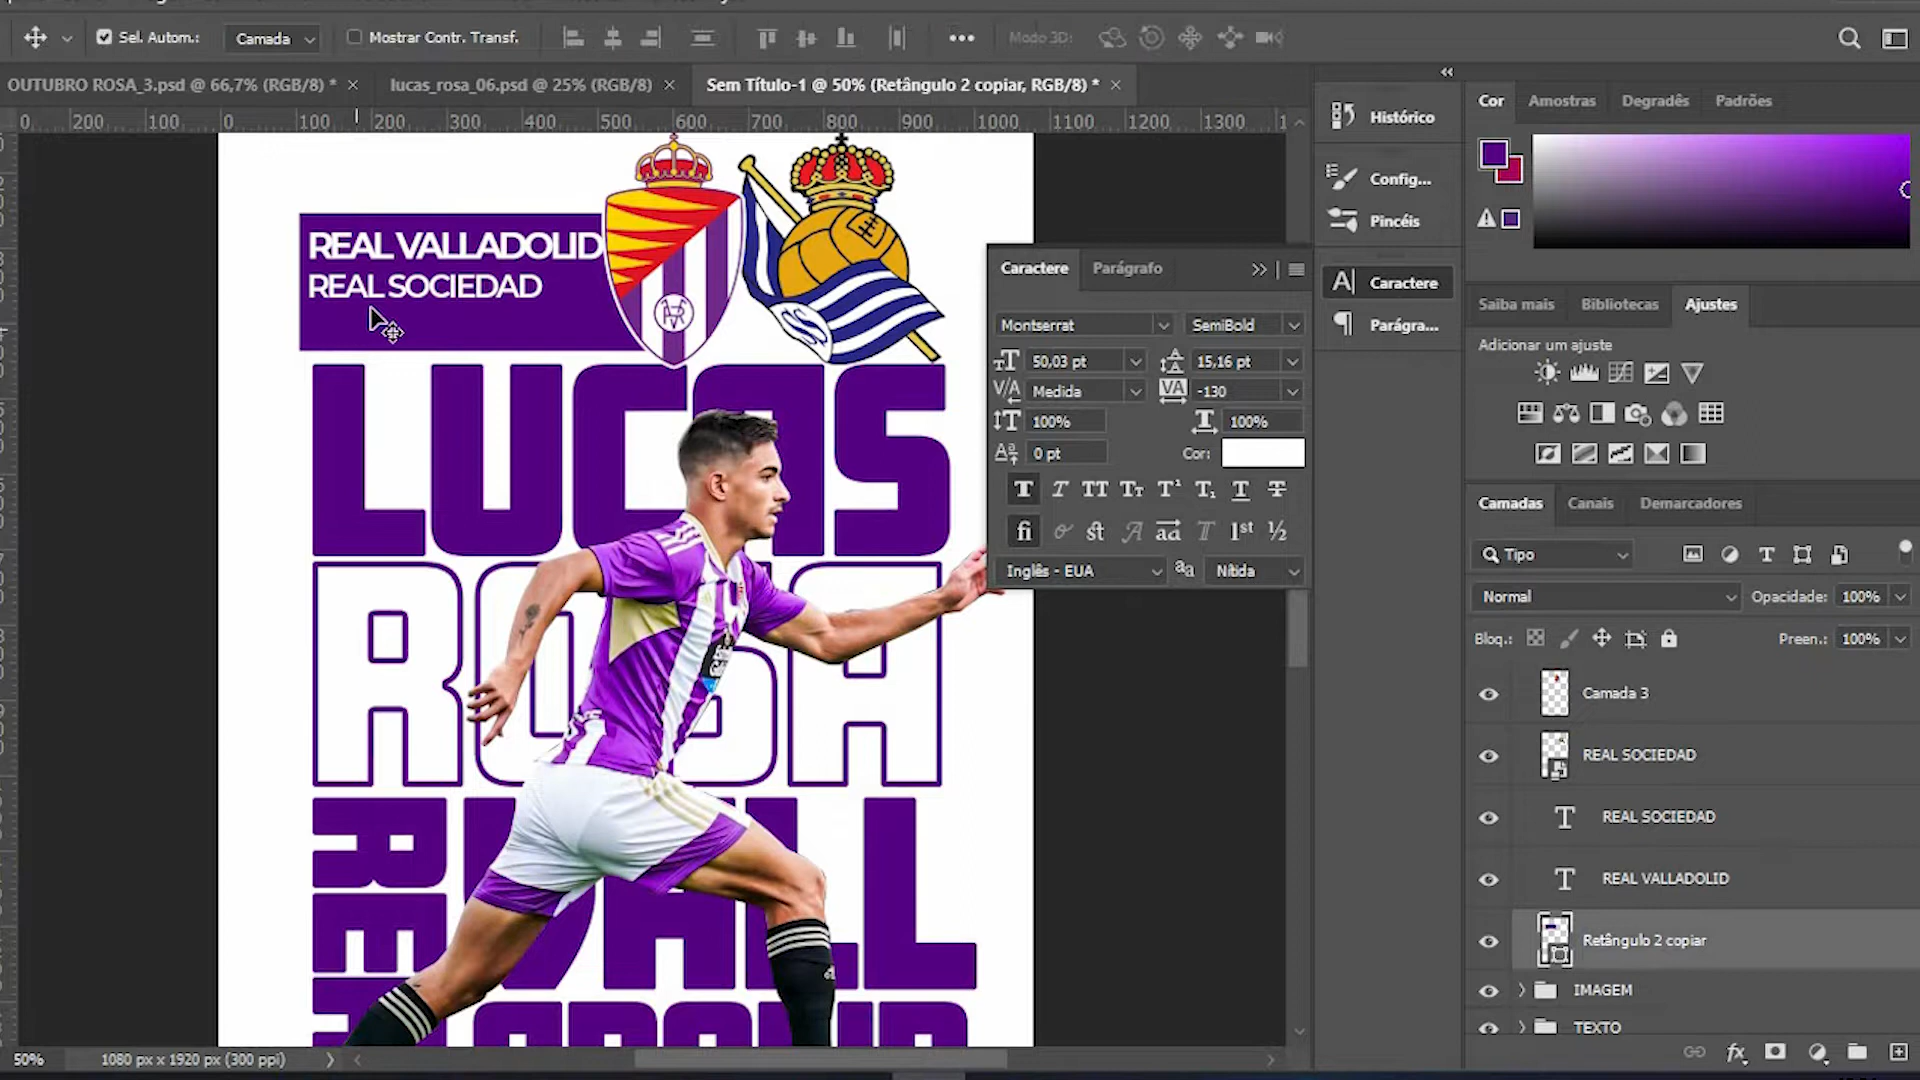 Sel. Autom.:
Camada
Mostrar Contr. Transf.
Modo 3D:
OUTUBRO ROSA_3.psd @ 66,7% (RGB/8) *
lucas_rosa_06.psd @ 25% (RGB/8)
Sem Título-1 @ 50% (Retângulo 2 copiar, RGB/8) *
0 200 100 0 100 200 300 400 500 600 700 800 900 1000 1100 1200 1300
REAL VALLADOLID
REAL SOCIEDAD
LUCAS
ROSA
Caractere
Parágrafo
Montserrat
SemiBold
50,03 pt
15,16 pt
Medida
-130
100%
100%
0 pt
Cor:
Inglês - EUA
aa
Nítida
Histórico
Config...
Pincéis
Caractere
Parágra...
Cor
Amostras
Degradês
Padrões
Saiba mais
Bibliotecas
Ajustes
Adicionar um ajuste
Camadas
Canais
Demarcadores
Tipo
Normal
Opacidade: 100%
Bloq.:
Preen.: 100%
Camada 3
REAL SOCIEDAD
REAL SOCIEDAD
REAL VALLADOLID
Retângulo 2 copiar
IMAGEM
TEXTO
50%
1080 px x 1920 px (300 ppi)